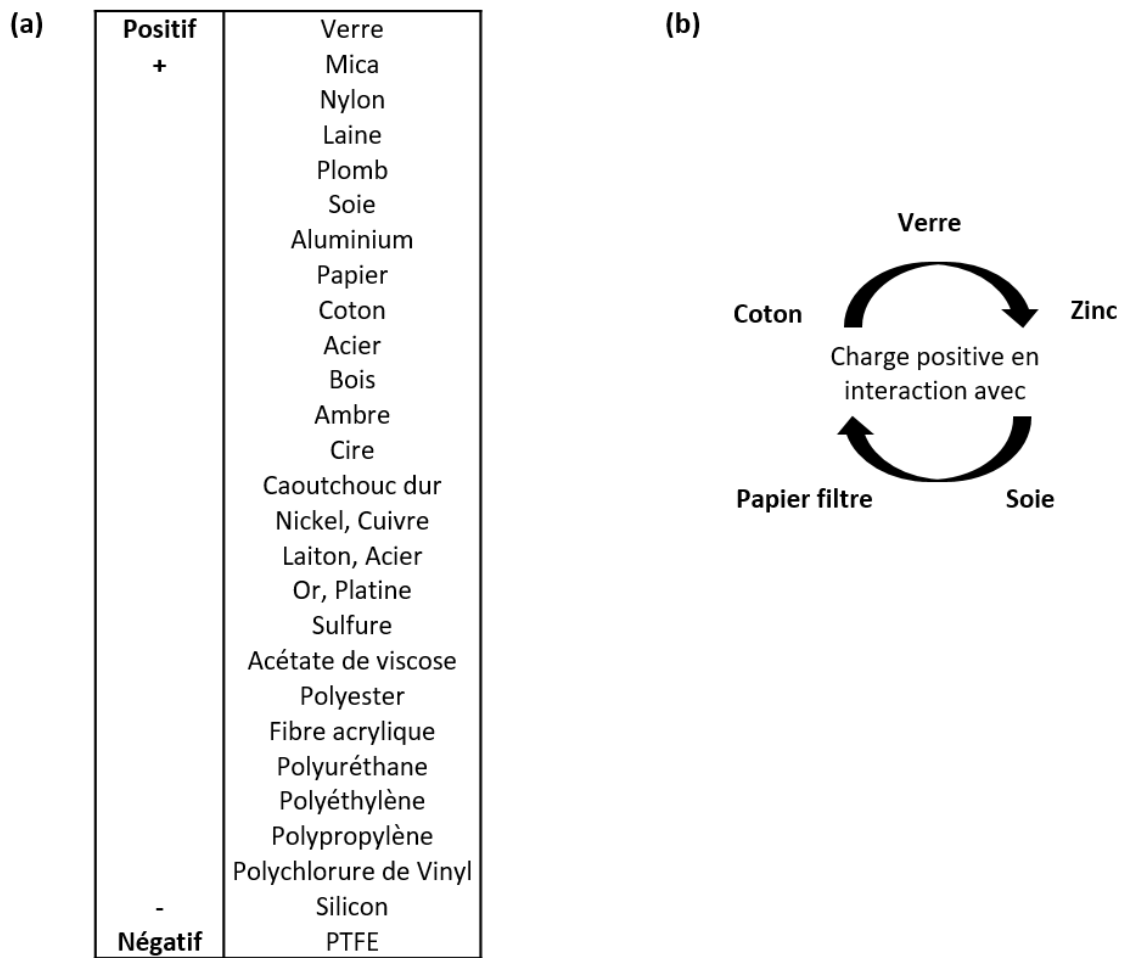 (a)
Positif Verre
+ Mica
Nylon
Laine
Plomb
Soie
Aluminium
Papier
Coton
Acier
Bois
Ambre
Cire
Caoutchouc dur
Nickel, Cuivre
Laiton, Acier
Or, Platine
Sulfure
Acétate de viscose
Polyester
Fibre acrylique
Polyuréthane
Polyéthylène
Polypropylène
Polychlorure de Vinyl
- Silicon
Négatif PTFE
(b)
Verre
Coton Zinc
Charge positive en
interaction avec
Papier filtre Soie